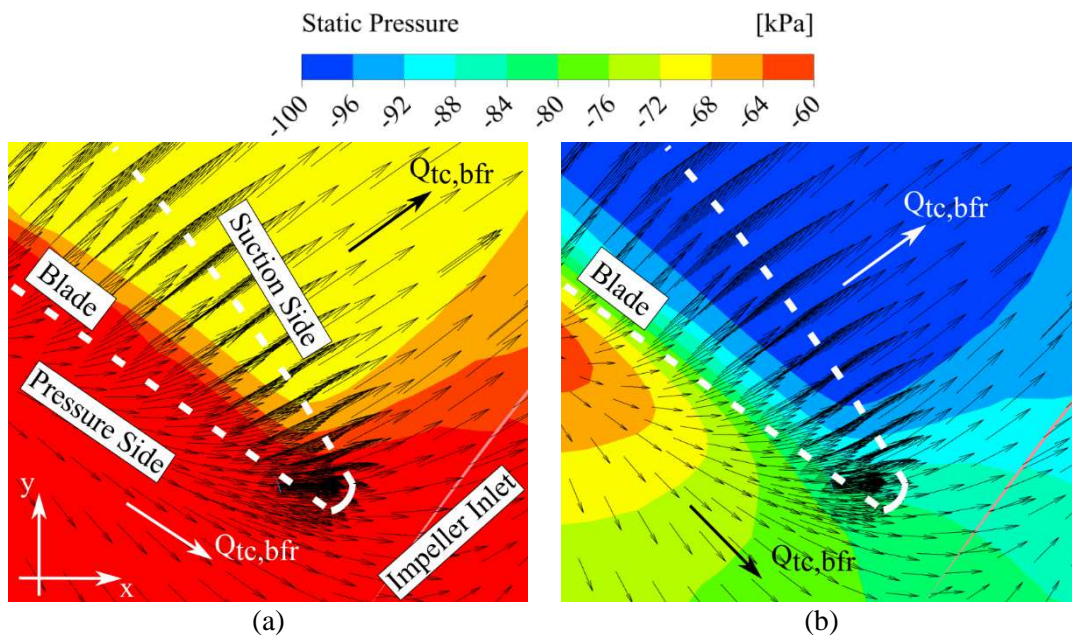 Static Pressure [kPa]
-100 -96 -92 -88 -84 -80 -76 -72 -68 -64 -60
Qtc,bfr
Suction Side
Blade
Pressure Side
Qtc,bfr
Impeller Inlet
y
x
(a)
Qtc,bfr
Blade
Qtc,bfr
(b)